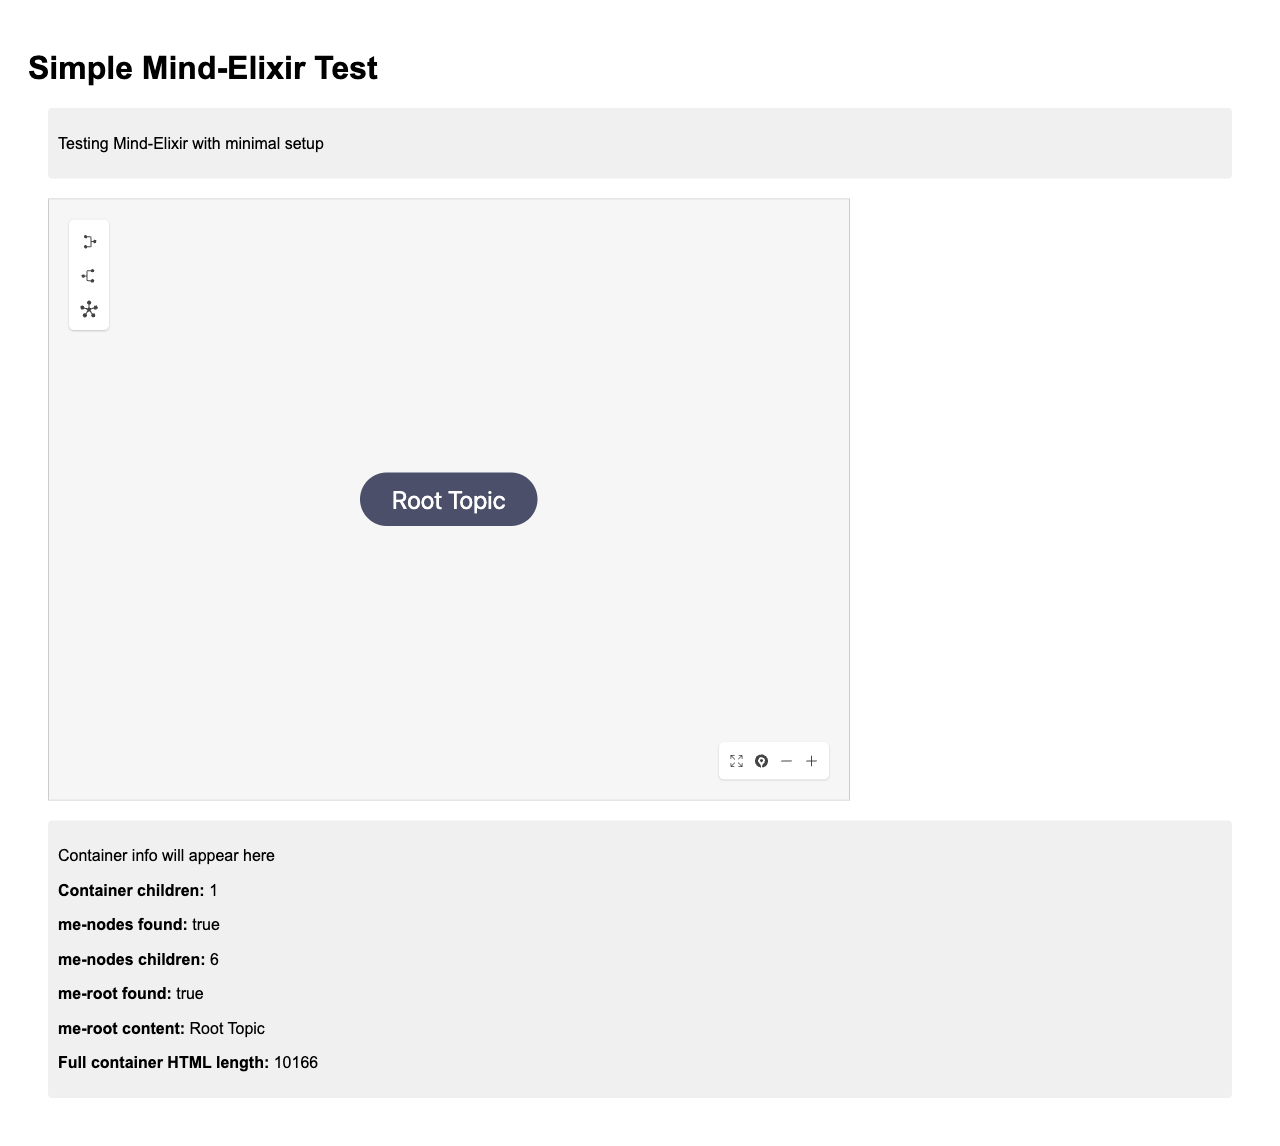 Simple Mind-Elixir Test
Testing Mind-Elixir with minimal setup
Root Topic
Container info will appear here
Container children: 1
me-nodes found: true
me-nodes children: 6
me-root found: true
me-root content: Root Topic
Full container HTML length: 10166